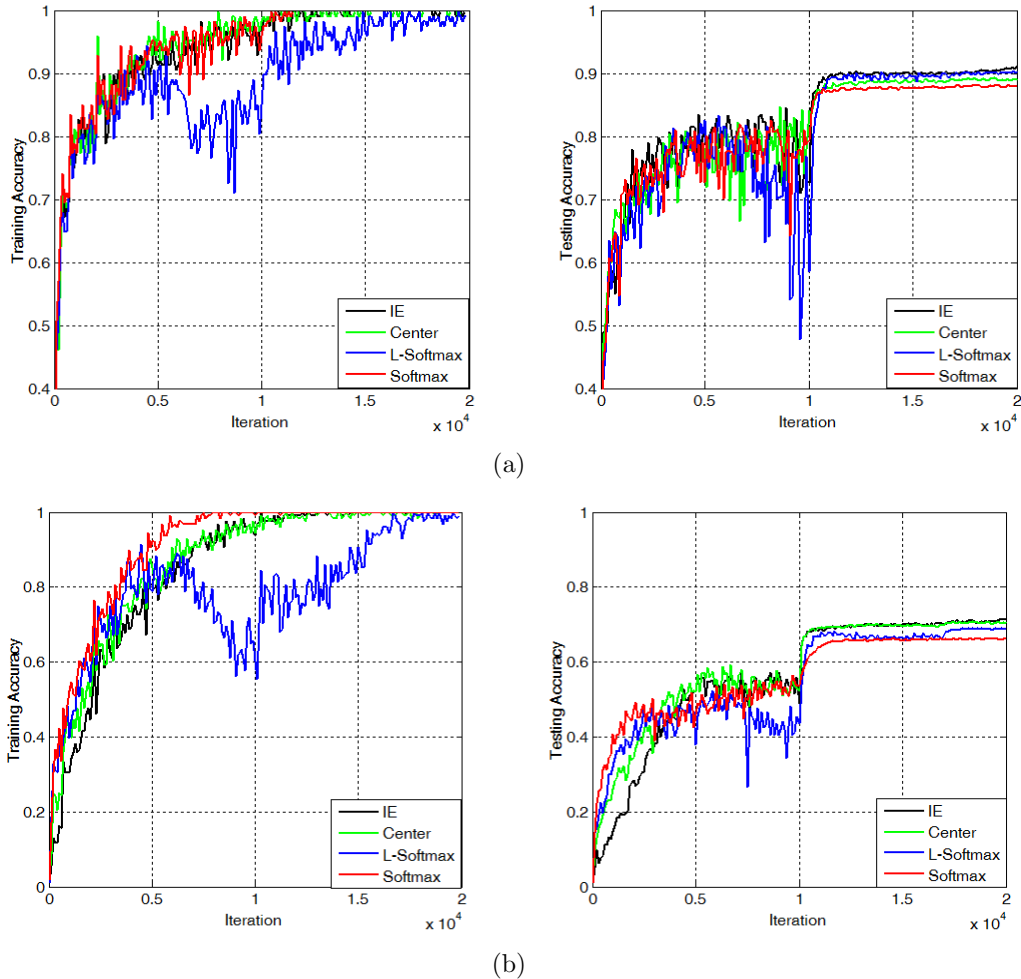 Training Accuracy
1
0.9
0.8
0.7
0.6
0.5
0.4
0 0.5 1 1.5 2
Iteration
x 10^4
IE
Center
L-Softmax
Softmax
Testing Accuracy
1
0.9
0.8
0.7
0.6
0.5
0.4
0 0.5 1 1.5 2
Iteration
x 10^4
IE
Center
L-Softmax
Softmax
(a)
Training Accuracy
1
0.8
0.6
0.4
0.2
0
0 0.5 1 1.5 2
Iteration
x 10^4
IE
Center
L-Softmax
Softmax
Testing Accuracy
1
0.8
0.6
0.4
0.2
0
0 0.5 1 1.5 2
Iteration
x 10^4
IE
Center
L-Softmax
Softmax
(b)